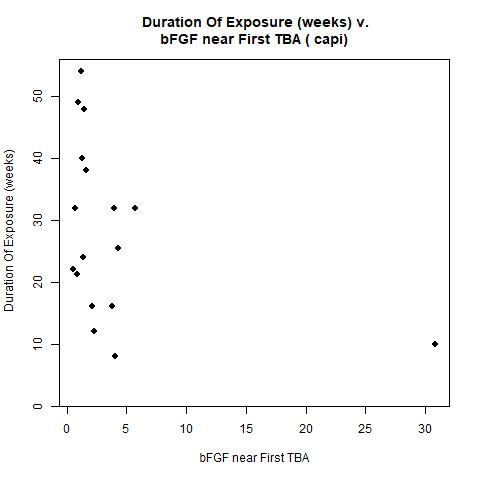 Duration Of Exposure (weeks) v.
bFGF near First TBA ( capi)
Duration Of Exposure (weeks)
50
40
30
20
10
0
0 5 10 15 20 25 30
bFGF near First TBA